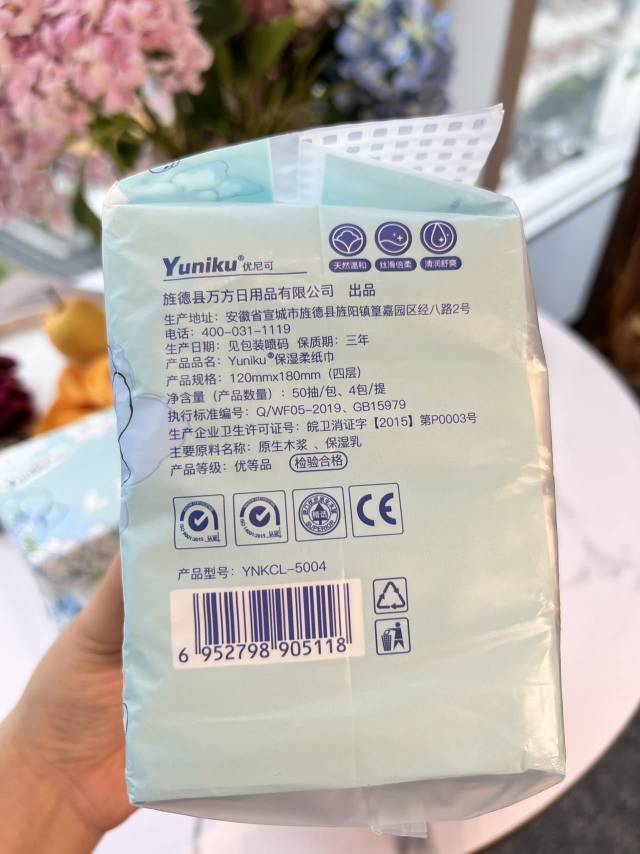 Yuniku®优尼可
天然温和 丝滑倍柔 清润舒爽
旌德县万方日用品有限公司 出品
生产地址：安徽省宣城市旌德县旌阳镇篁嘉园区经八路2号
电话：400-031-1119
生产日期：见包装喷码 保质期：三年
产品品名：Yuniku®保湿柔纸巾
产品规格：120mmx180mm（四层）
净含量（产品数量）：50抽/包、4包/提
执行标准编号：Q/WF05-2019、GB15979
生产企业卫生许可证号：皖卫消证字【2015】第P0003号
主要原料名称：原生木浆 、保湿乳
产品等级：优等品 检验合格
精选 CE
产品型号：YNKCL-5004
6 952798 905118
Yuniku